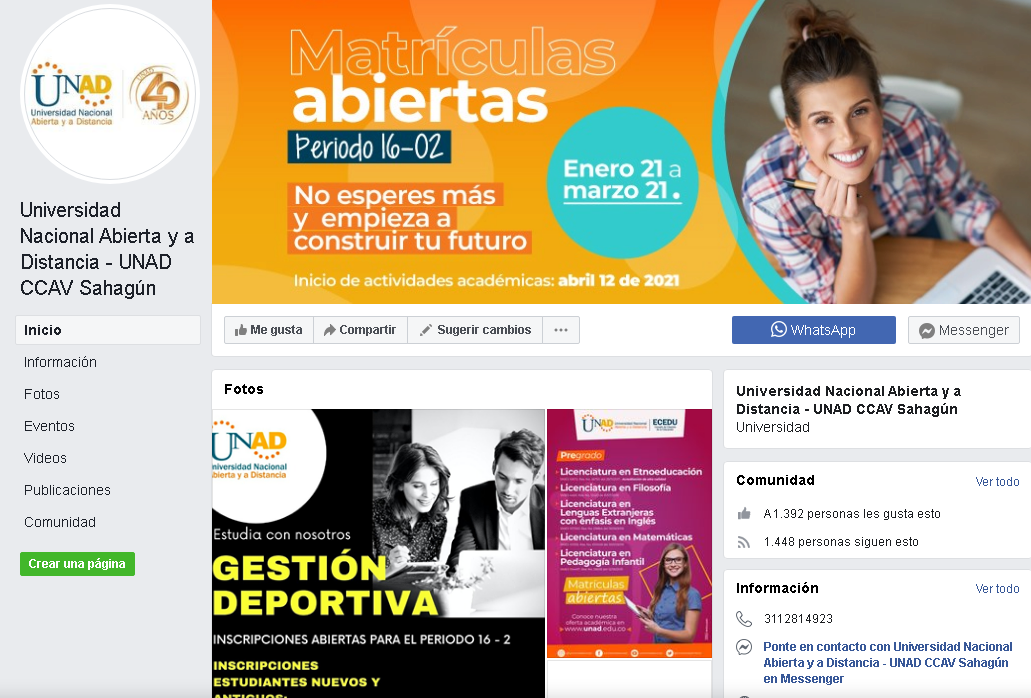 UNAD
Universidad Nacional
Abierta y a Distancia
40
AÑOS
Universidad
Nacional Abierta y a
Distancia - UNAD
CCAV Sahagún
Inicio
Información
Fotos
Eventos
Videos
Publicaciones
Comunidad
Crear una página
Matrículas
abiertas
Periodo 16-02
No esperes más
y empieza a
construir tu futuro
Enero 21 a
marzo 21.
Inicio de actividades académicas: abril 12 de 2021
Me gusta
Compartir
Sugerir cambios
WhatsApp
Messenger
Fotos
UNAD
Universidad Nacional
Abierta y a Distancia
Estudia con nosotros
GESTIÓN
DEPORTIVA
INSCRIPCIONES ABIERTAS PARA EL PERIODO 16 - 2
INSCRIPCIONES
ESTUDIANTES NUEVOS Y
ANTIGUOS:
UNAD
ECEDU
Pregrado
Licenciatura en Etnoeducación
Licenciatura en Filosofía
Licenciatura en
Lenguas Extranjeras
con énfasis en Inglés
Licenciatura en Matemáticas
Licenciatura en
Pedagogía Infantil
Matrículas
abiertas
Conoce nuestra
oferta académica en
www.unad.edu.co
Universidad Nacional Abierta y a
Distancia - UNAD CCAV Sahagún
Universidad
Comunidad
Ver todo
A 1.392 personas les gusta esto
1.448 personas siguen esto
Información
Ver todo
3112814923
Ponte en contacto con Universidad Nacional
Abierta y a Distancia - UNAD CCAV Sahagún
en Messenger